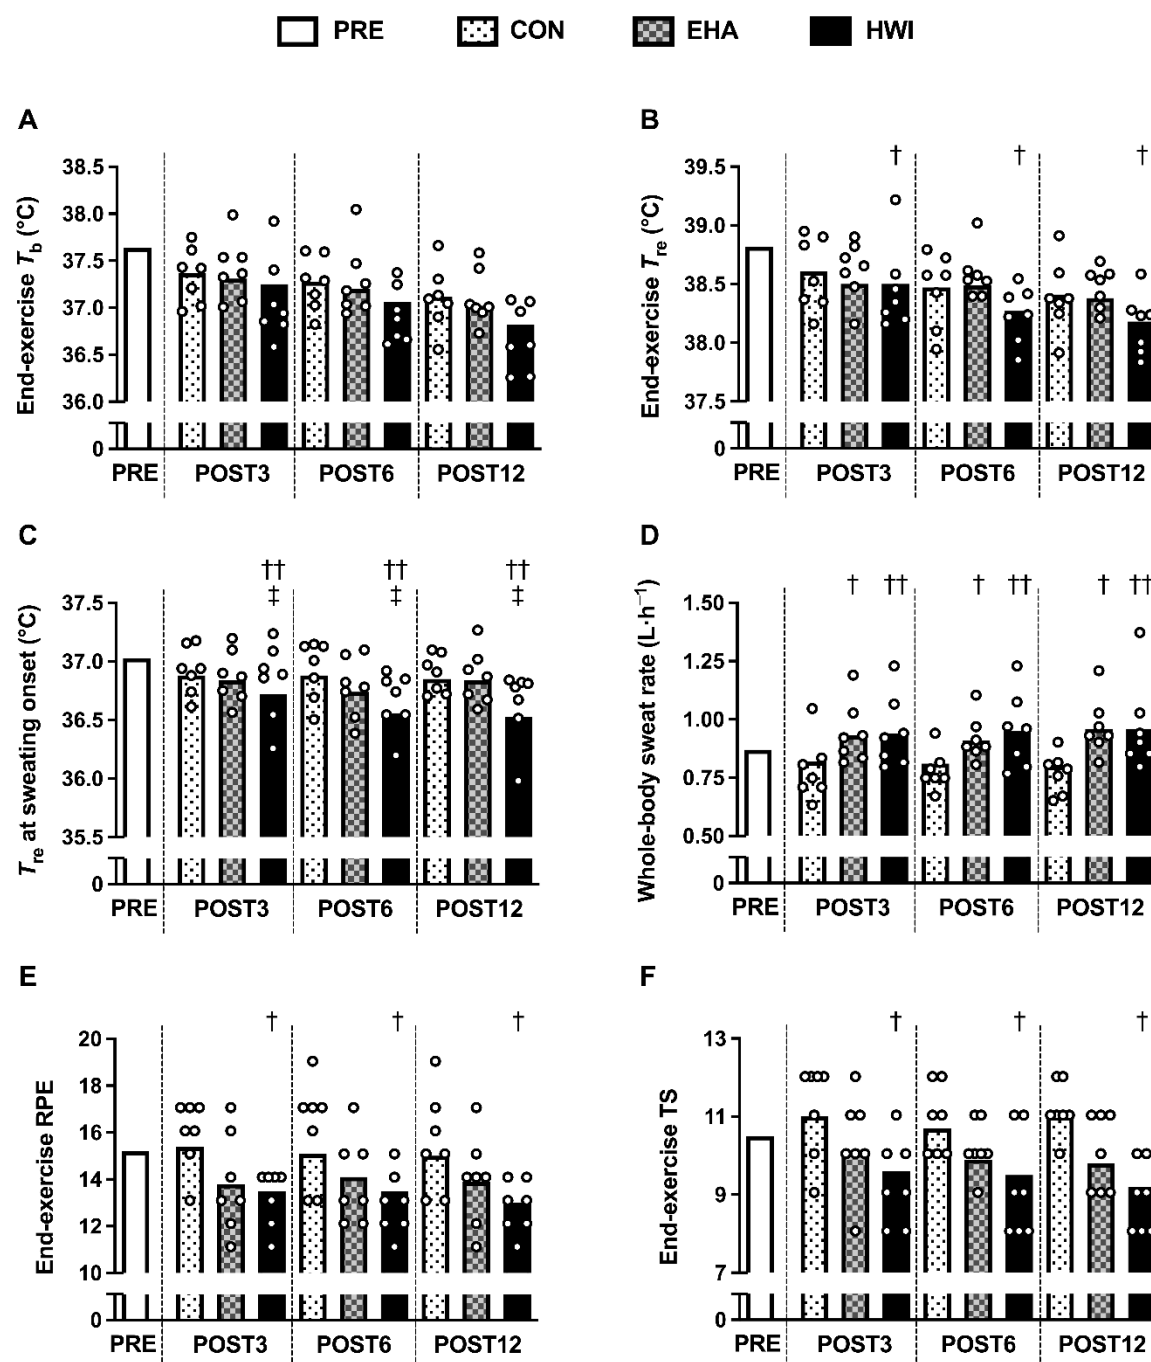 PRE CON EHA HWI
A
End-exercise Tb (°C)
38.5
38.0
37.5
37.0
36.5
36.0
0
PRE POST3 POST6 POST12
B
† † †
End-exercise Tre (°C)
39.5
39.0
38.5
38.0
37.5
0
PRE POST3 POST6 POST12
C
†† †† ††
‡ ‡ ‡
Tre at sweating onset (°C)
37.5
37.0
36.5
36.0
35.5
0
PRE POST3 POST6 POST12
D
† †† † †† † ††
Whole-body sweat rate (L·h⁻¹)
1.50
1.25
1.00
0.75
0.50
0
PRE POST3 POST6 POST12
E
† † †
End-exercise RPE
20
18
16
14
12
10
0
PRE POST3 POST6 POST12
F
† † †
End-exercise TS
13
11
9
7
0
PRE POST3 POST6 POST12